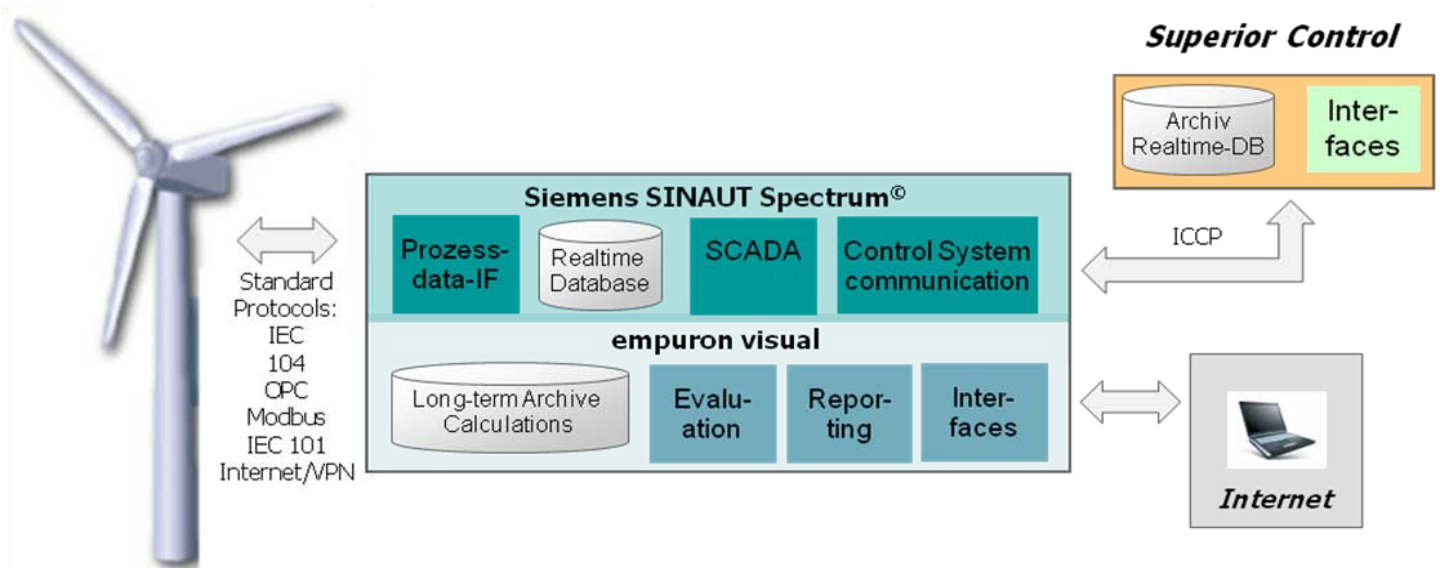 Superior Control
Archiv
Realtime-DB
Inter-
faces
ICCP
Siemens SINAUT Spectrum©
Prozess-
data-IF
Realtime
Database
SCADA
Control System
communication
Standard
Protocols:
IEC
104
OPC
Modbus
IEC 101
Internet/VPN
empuron visual
Long-term Archive
Calculations
Evalu-
ation
Repor-
ting
Inter-
faces
Internet